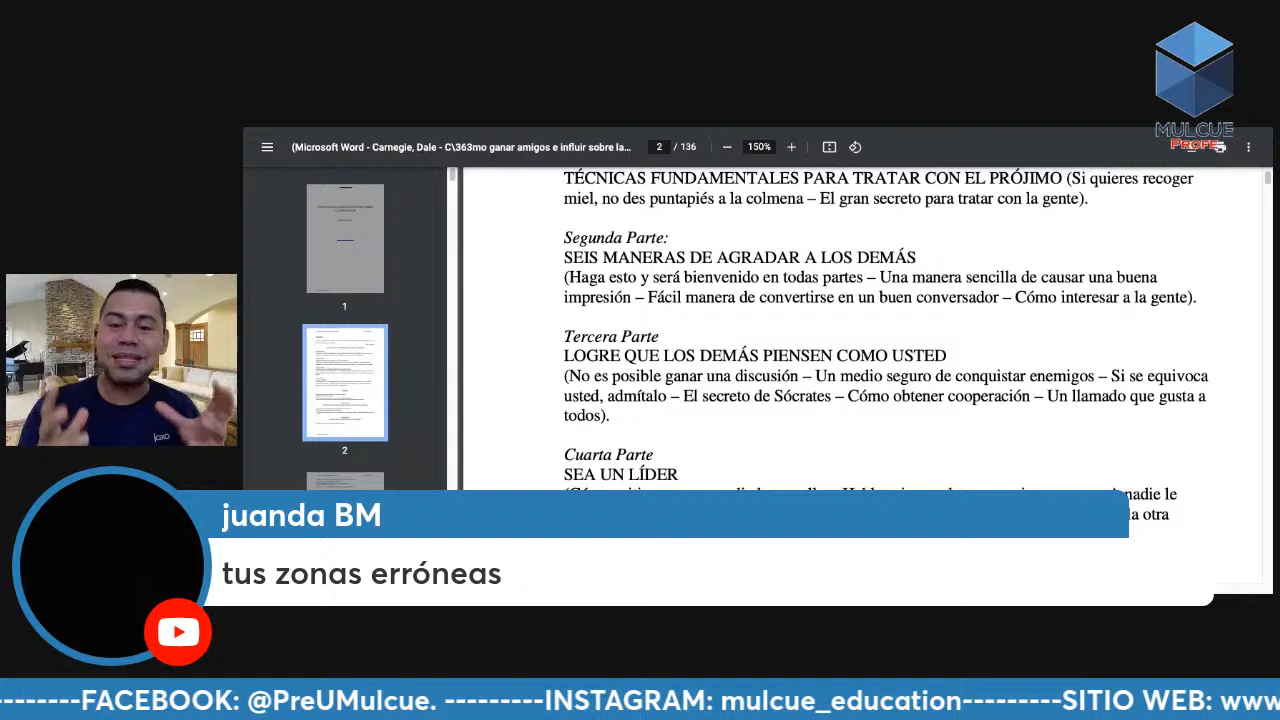 MULCUE
PROFE
(Microsoft Word - Carnegie, Dale - C\363mo ganar amigos e influir sobre la...
2 / 136
150%
TÉCNICAS FUNDAMENTALES PARA TRATAR CON EL PRÓJIMO (Si quieres recoger
miel, no des puntapiés a la colmena – El gran secreto para tratar con la gente).
Segunda Parte:
SEIS MANERAS DE AGRADAR A LOS DEMÁS
(Haga esto y será bienvenido en todas partes – Una manera sencilla de causar una buena
impresión – Fácil manera de convertirse en un buen conversador – Cómo interesar a la gente).
Tercera Parte
LOGRE QUE LOS DEMÁS PIENSEN COMO USTED
(No es posible ganar una discusión – Un medio seguro de conquistar enemigos – Si se equivoca
usted, admítalo – El secreto de Sócrates – Cómo obtener cooperación – Un llamado que gusta a
todos).
Cuarta Parte
SEA UN LÍDER
nadie le
la otra
1
2
juanda BM
tus zonas erróneas
--------FACEBOOK: @PreUMulcue. ---------INSTAGRAM: mulcue_education---------SITIO WEB: www